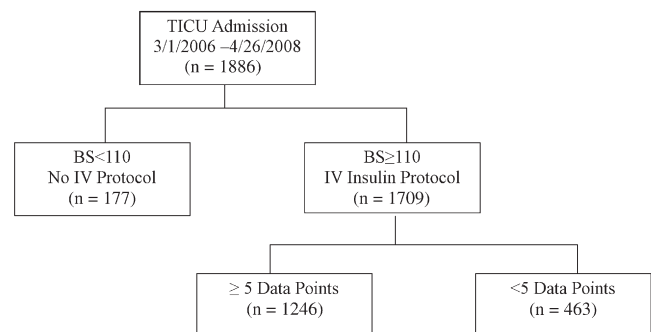 TICU Admission
3/1/2006 –4/26/2008
(n = 1886)
BS<110
No IV Protocol
(n = 177)
BS≥110
IV Insulin Protocol
(n = 1709)
≥ 5 Data Points
(n = 1246)
<5 Data Points
(n = 463)